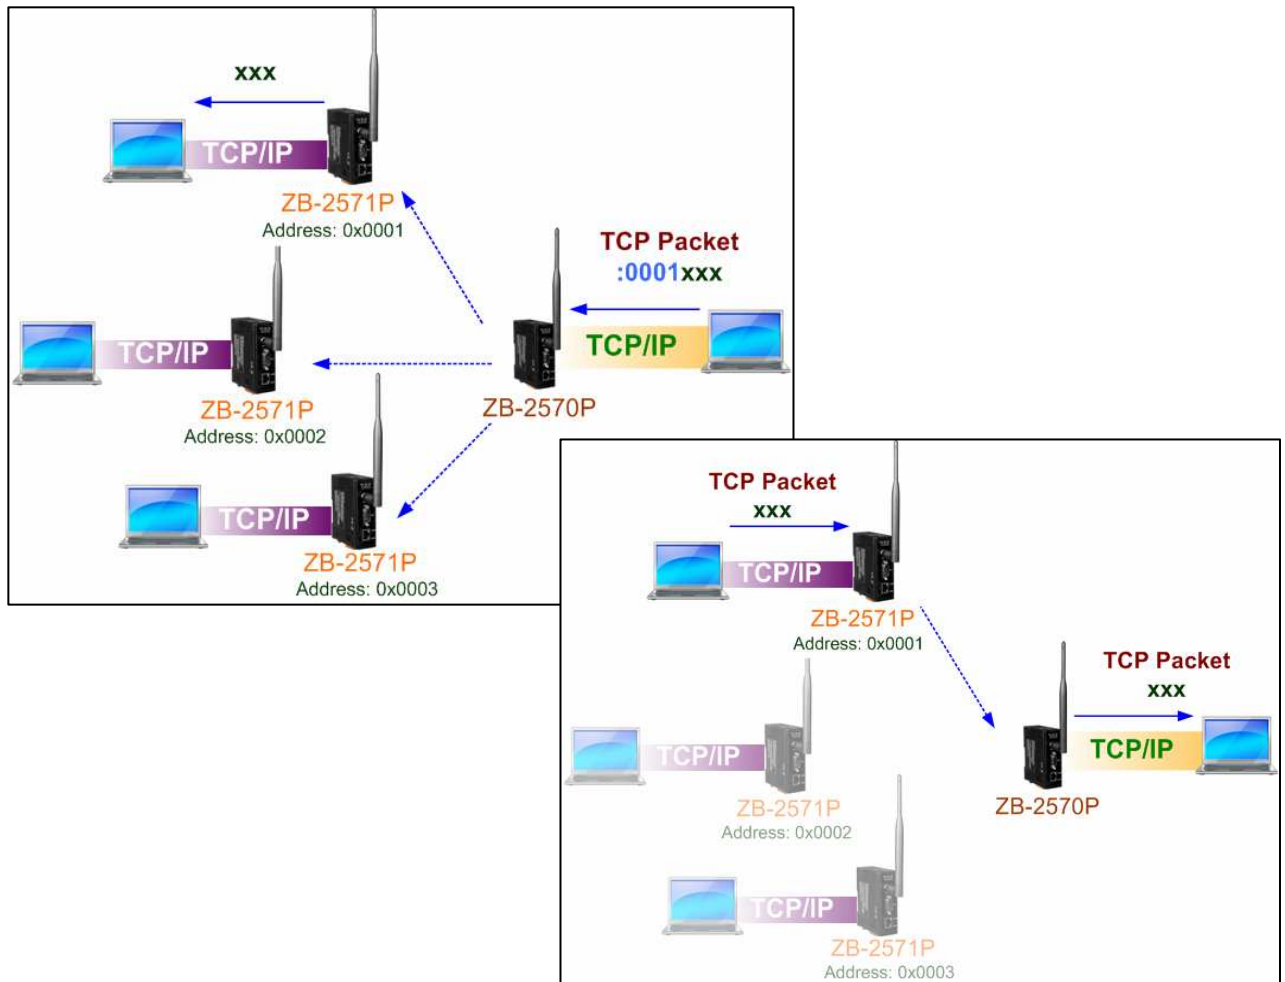 xxx
TCP/IP
ZB-2571P
Address: 0x0001
TCP Packet
:0001xxx
TCP/IP
ZB-2571P
Address: 0x0002
TCP/IP
ZB-2570P
TCP/IP
ZB-2571P
Address: 0x0003
TCP Packet
xxx
TCP/IP
ZB-2571P
Address: 0x0001
TCP Packet
xxx
TCP/IP
ZB-2570P
TCP/IP
ZB-2571P
Address: 0x0002
TCP/IP
ZB-2571P
Address: 0x0003